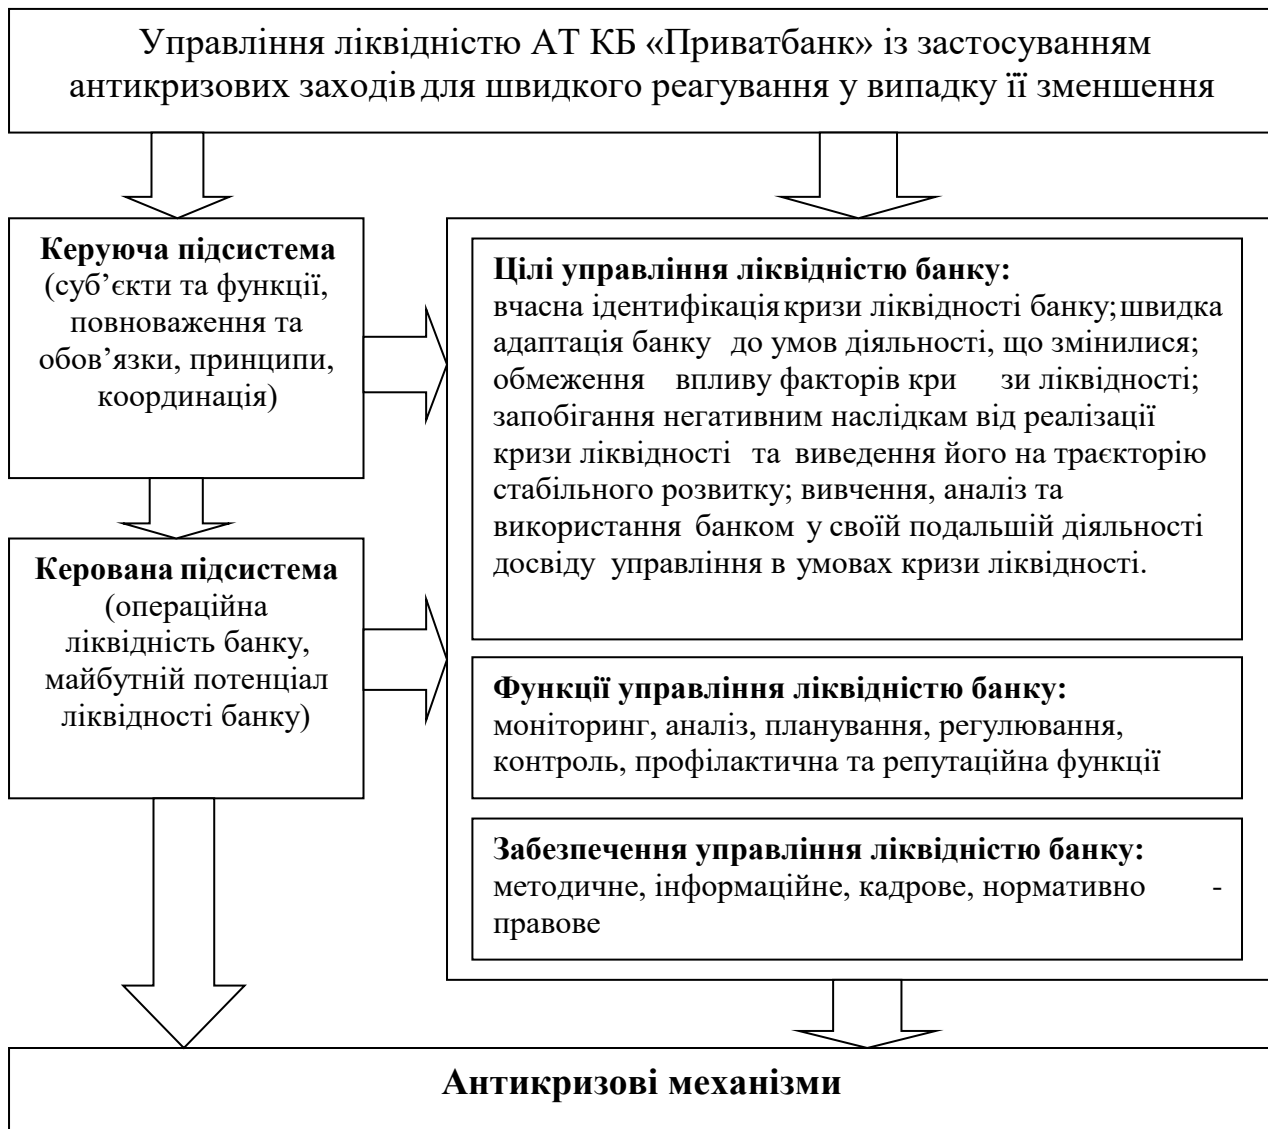 Управління ліквідністю АТ КБ «Приватбанк» із застосуванням
антикризових заходів для швидкого реагування у випадку її зменшення
Керуюча підсистема
(суб’єкти та функції,
повноваження та
обов’язки, принципи,
координація)
Керована підсистема
(операційна
ліквідність банку,
майбутній потенціал
ліквідності банку)
Цілі управління ліквідністю банку:
вчасна ідентифікація кризи ліквідності банку; швидка
адаптація банку до умов діяльності, що змінилися;
обмеження впливу факторів кри зи ліквідності;
запобігання негативним наслідкам від реалізації
кризи ліквідності та виведення його на траєкторію
стабільного розвитку; вивчення, аналіз та
використання банком у своїй подальшій діяльності
досвіду управління в умовах кризи ліквідності.
Функції управління ліквідністю банку:
моніторинг, аналіз, планування, регулювання,
контроль, профілактична та репутаційна функції
Забезпечення управління ліквідністю банку:
методичне, інформаційне, кадрове, нормативно -
правове
Антикризові механізми